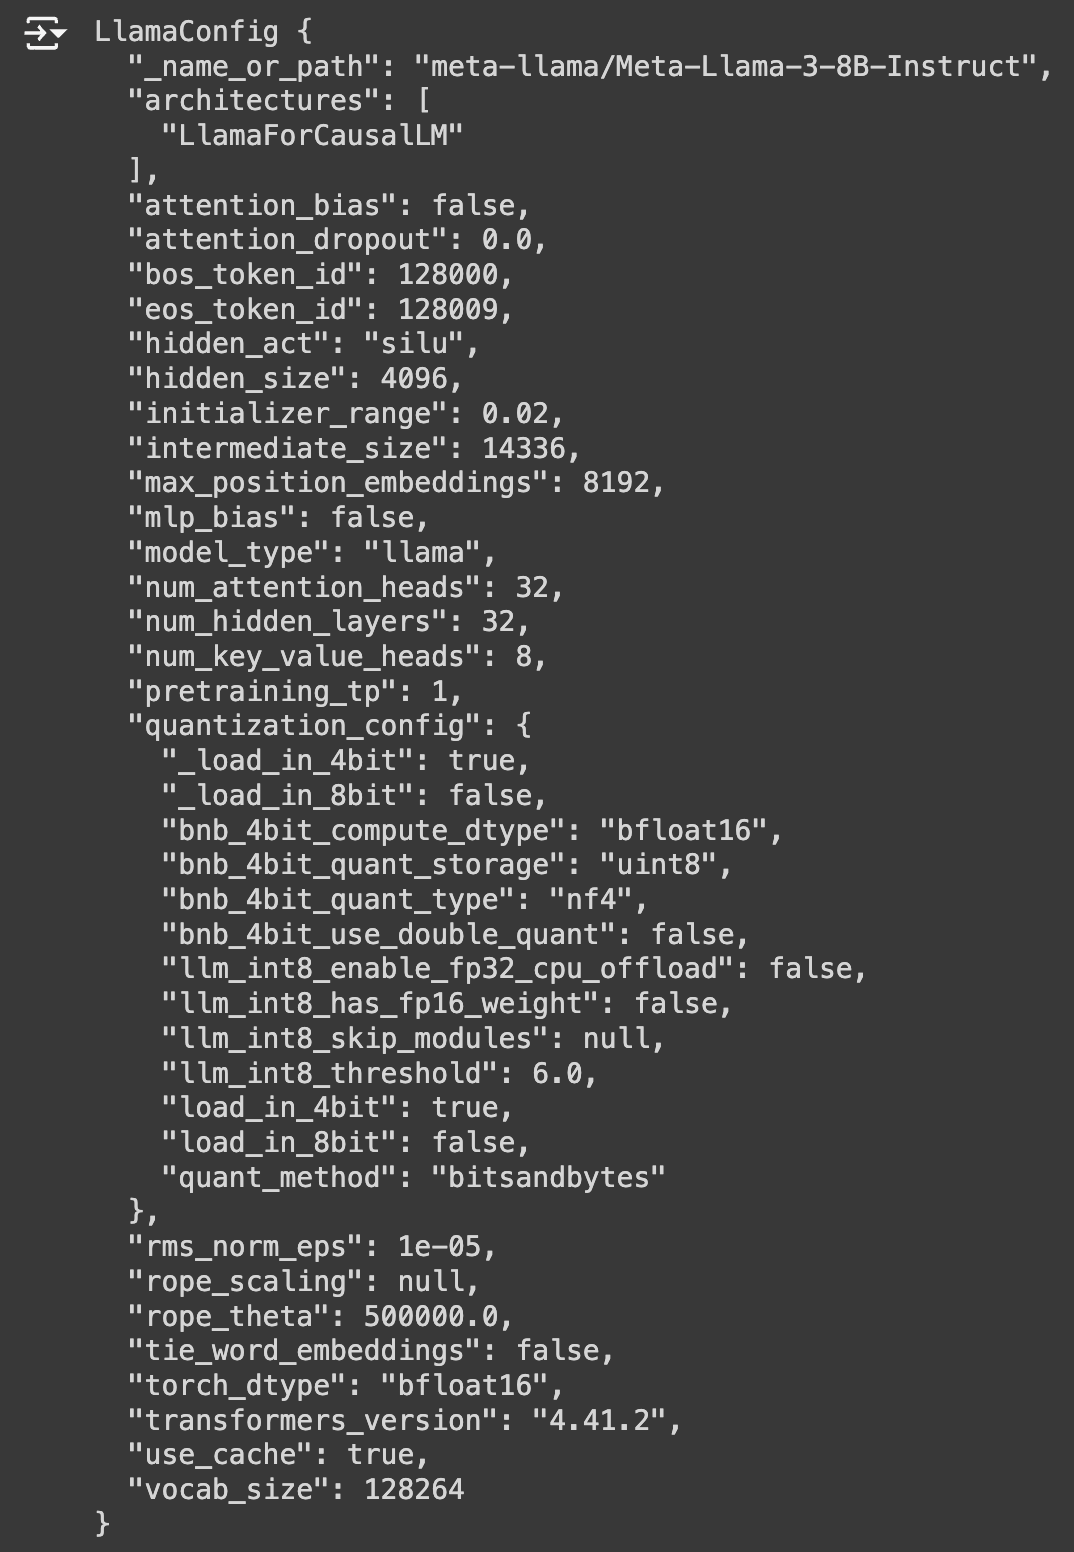 LlamaConfig {
  "_name_or_path": "meta-llama/Meta-Llama-3-8B-Instruct",
  "architectures": [
    "LlamaForCausalLM"
  ],
  "attention_bias": false,
  "attention_dropout": 0.0,
  "bos_token_id": 128000,
  "eos_token_id": 128009,
  "hidden_act": "silu",
  "hidden_size": 4096,
  "initializer_range": 0.02,
  "intermediate_size": 14336,
  "max_position_embeddings": 8192,
  "mlp_bias": false,
  "model_type": "llama",
  "num_attention_heads": 32,
  "num_hidden_layers": 32,
  "num_key_value_heads": 8,
  "pretraining_tp": 1,
  "quantization_config": {
    "_load_in_4bit": true,
    "_load_in_8bit": false,
    "bnb_4bit_compute_dtype": "bfloat16",
    "bnb_4bit_quant_storage": "uint8",
    "bnb_4bit_quant_type": "nf4",
    "bnb_4bit_use_double_quant": false,
    "llm_int8_enable_fp32_cpu_offload": false,
    "llm_int8_has_fp16_weight": false,
    "llm_int8_skip_modules": null,
    "llm_int8_threshold": 6.0,
    "load_in_4bit": true,
    "load_in_8bit": false,
    "quant_method": "bitsandbytes"
  },
  "rms_norm_eps": 1e-05,
  "rope_scaling": null,
  "rope_theta": 500000.0,
  "tie_word_embeddings": false,
  "torch_dtype": "bfloat16",
  "transformers_version": "4.41.2",
  "use_cache": true,
  "vocab_size": 128264
}